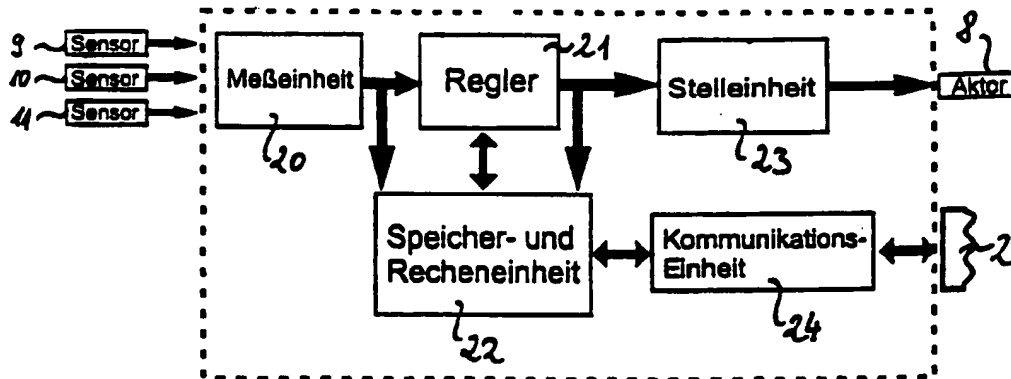 9 Sensor
10 Sensor
11 Sensor
Meßeinheit
20
Regler
21
Stelleinheit
23
8
Aktor
Speicher- und
Recheneinheit
22
Kommunikations-
Einheit
24
2